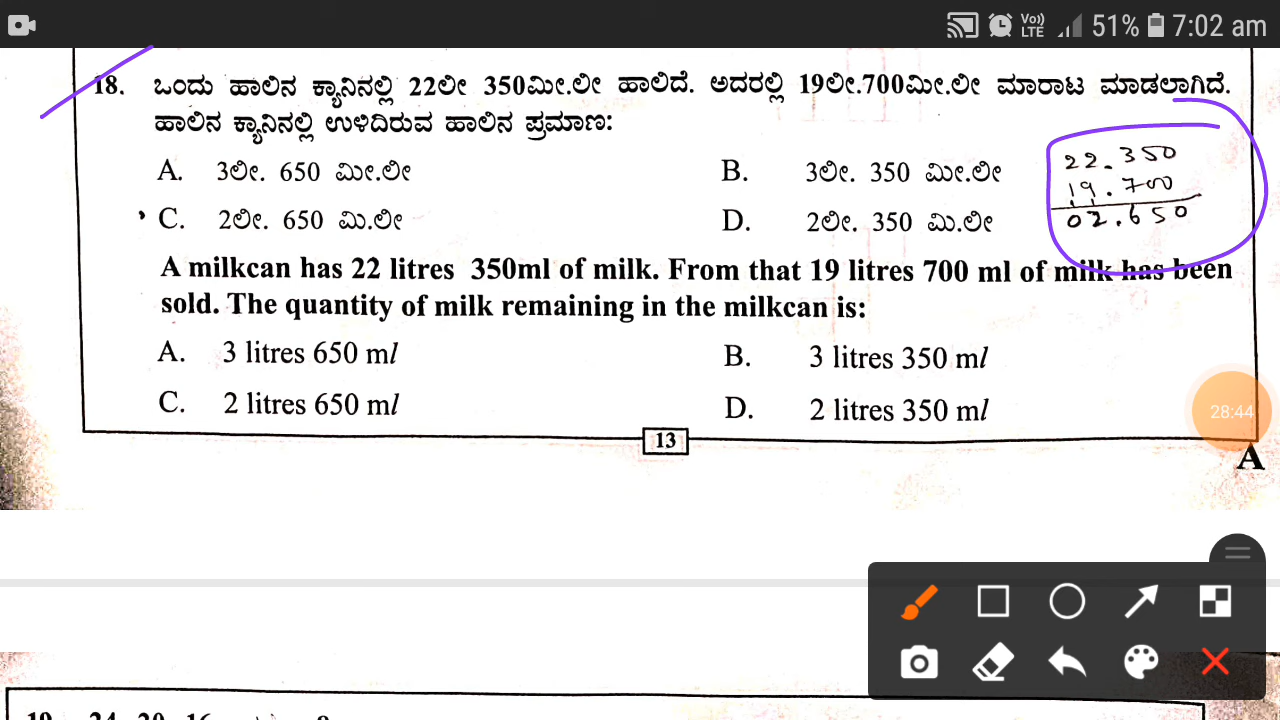 Vo))
LTE
51%
7:02 am
18. ಒಂದು ಹಾಲಿನ ಕ್ಯಾನಿನಲ್ಲಿ 22ಲೀ 350ಮೀ.ಲೀ ಹಾಲಿದೆ. ಅದರಲ್ಲಿ 19ಲೀ.700ಮೀ.ಲೀ ಮಾರಾಟ ಮಾಡಲಾಗಿದೆ.
ಹಾಲಿನ ಕ್ಯಾನಿನಲ್ಲಿ ಉಳಿದಿರುವ ಹಾಲಿನ ಪ್ರಮಾಣ:
A. 3ಲೀ. 650 ಮೀ.ಲೀ
B. 3ಲೀ. 350 ಮೀ.ಲೀ
C. 2ಲೀ. 650 ಮಿ.ಲೀ
D. 2ಲೀ. 350 ಮಿ.ಲೀ
22.350
19.700
02.650
A milkcan has 22 litres 350ml of milk. From that 19 litres 700 ml of milk has been
sold. The quantity of milk remaining in the milkcan is:
A. 3 litres 650 ml
B. 3 litres 350 ml
C. 2 litres 650 ml
D. 2 litres 350 ml
28:44
13
A